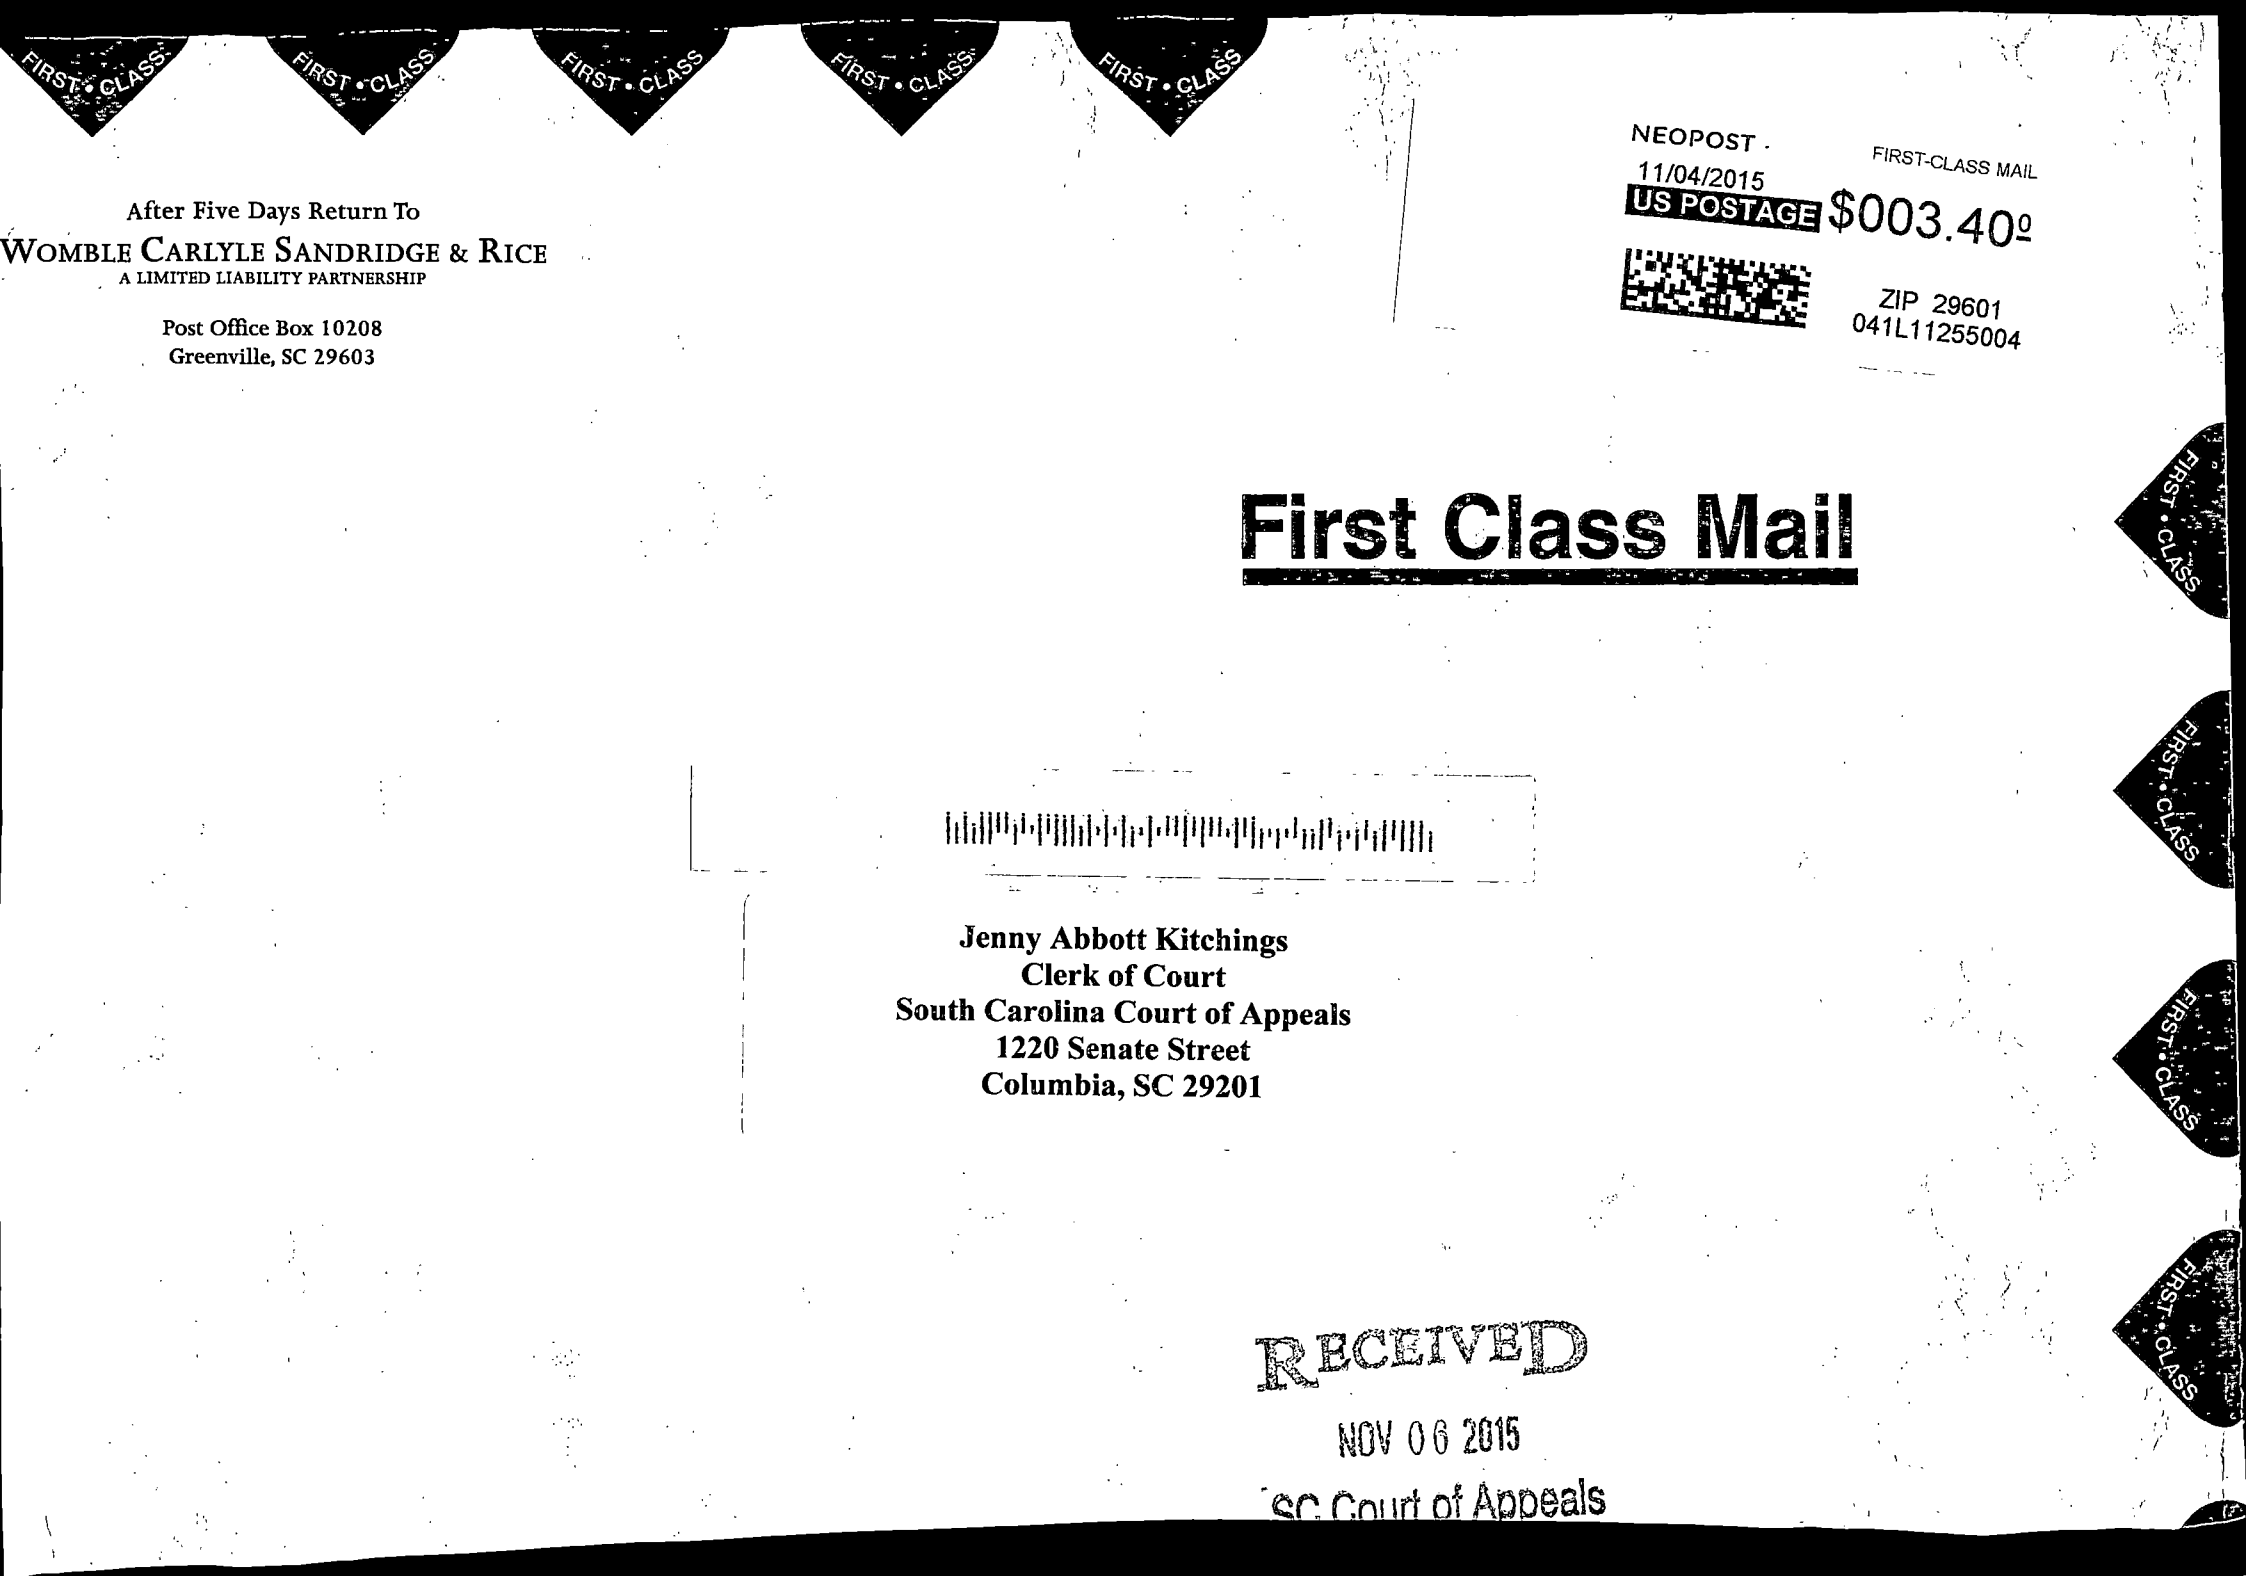 FIRST • CLASS
FIRST • CLASS
FIRST • CLASS
FIRST • CLASS
FIRST • CLASS
After Five Days Return To
WOMBLE CARLYLE SANDRIDGE & RICE
A LIMITED LIABILITY PARTNERSHIP
Post Office Box 10208
Greenville, SC 29603
NEOPOST
FIRST-CLASS MAIL
11/04/2015
US POSTAGE $003.40º
ZIP 29601
041L11255004
First Class Mail
FIRST • CLASS
FIRST • CLASS
FIRST • CLASS
FIRST • CLASS
Jenny Abbott Kitchings
Clerk of Court
South Carolina Court of Appeals
1220 Senate Street
Columbia, SC 29201
RECEIVED
NOV 06 2015
SC Court of Appeals